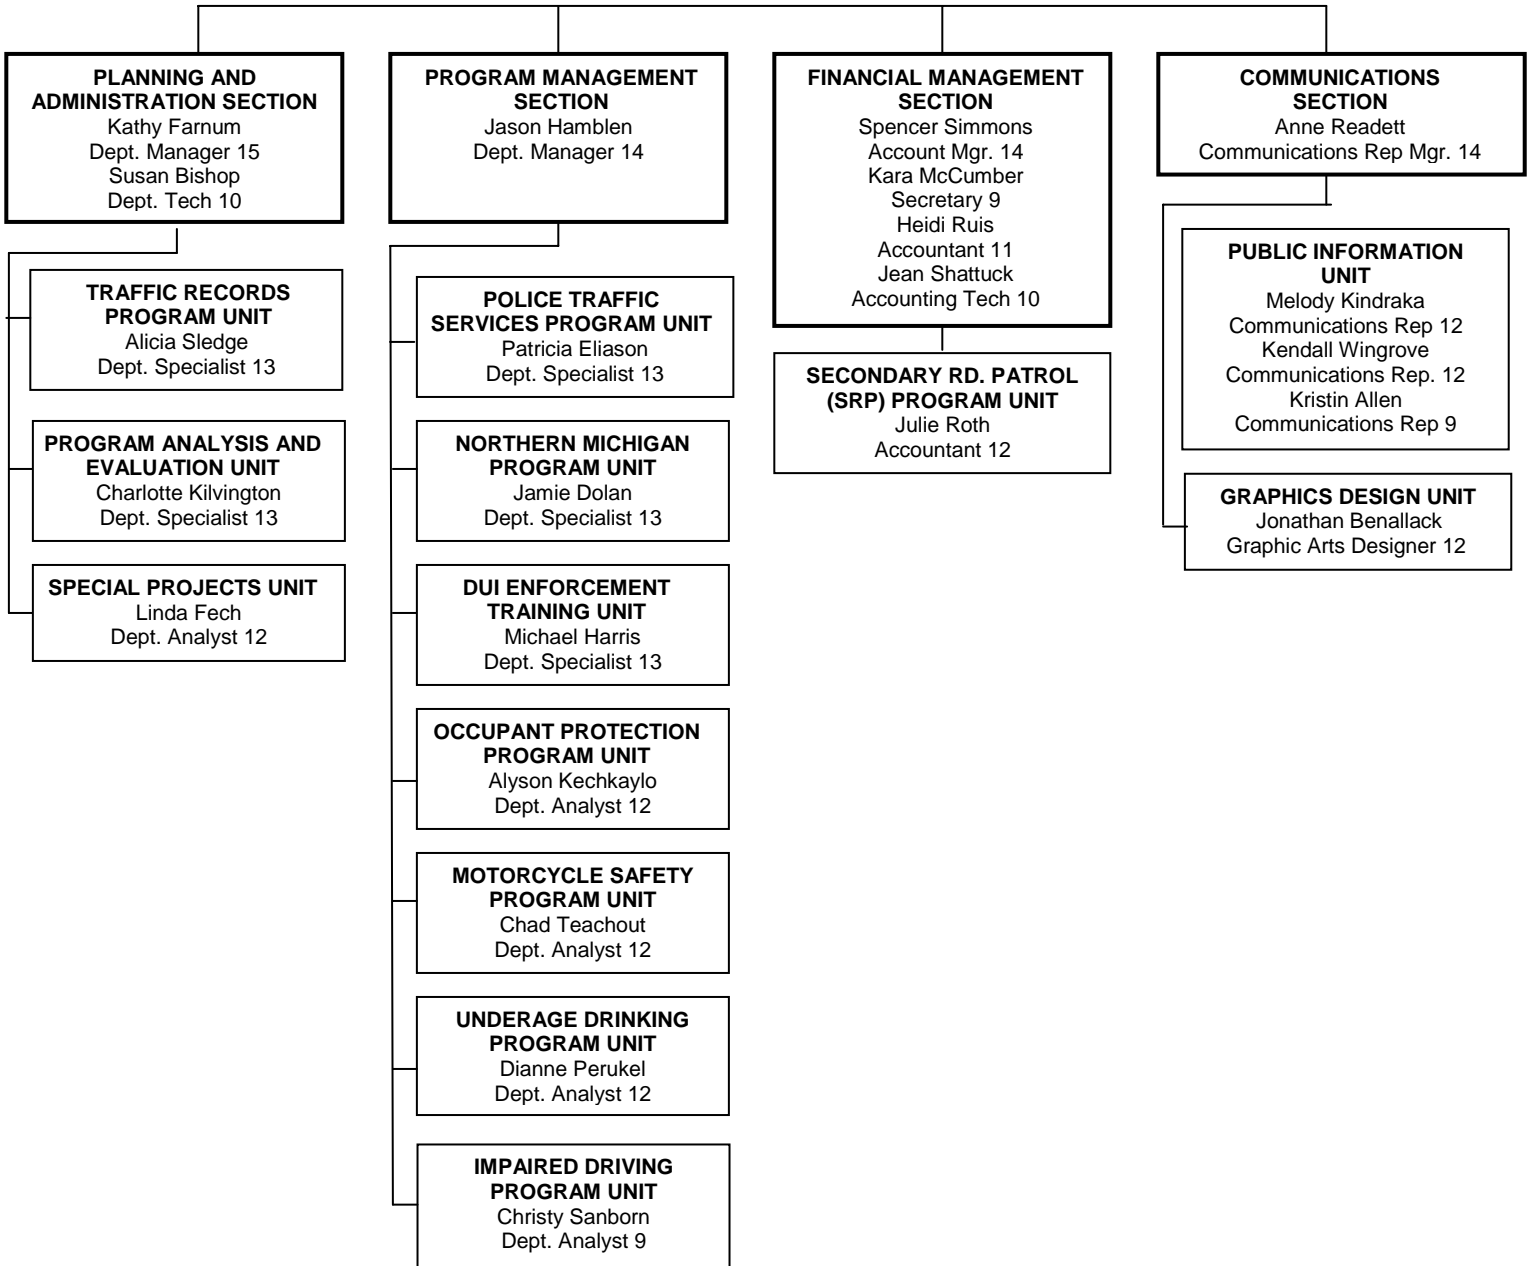 PLANNING AND
ADMINISTRATION SECTION
Kathy Farnum
Dept. Manager 15
Susan Bishop
Dept. Tech 10
TRAFFIC RECORDS
PROGRAM UNIT
Alicia Sledge
Dept. Specialist 13
PROGRAM ANALYSIS AND
EVALUATION UNIT
Charlotte Kilvington
Dept. Specialist 13
SPECIAL PROJECTS UNIT
Linda Fech
Dept. Analyst 12
PROGRAM MANAGEMENT
SECTION
Jason Hamblen
Dept. Manager 14
POLICE TRAFFIC
SERVICES PROGRAM UNIT
Patricia Eliason
Dept. Specialist 13
NORTHERN MICHIGAN
PROGRAM UNIT
Jamie Dolan
Dept. Specialist 13
DUI ENFORCEMENT
TRAINING UNIT
Michael Harris
Dept. Specialist 13
OCCUPANT PROTECTION
PROGRAM UNIT
Alyson Kechkaylo
Dept. Analyst 12
MOTORCYCLE SAFETY
PROGRAM UNIT
Chad Teachout
Dept. Analyst 12
UNDERAGE DRINKING
PROGRAM UNIT
Dianne Perukel
Dept. Analyst 12
IMPAIRED DRIVING
PROGRAM UNIT
Christy Sanborn
Dept. Analyst 9
FINANCIAL MANAGEMENT
SECTION
Spencer Simmons
Account Mgr. 14
Kara McCumber
Secretary 9
Heidi Ruis
Accountant 11
Jean Shattuck
Accounting Tech 10
SECONDARY RD. PATROL
(SRP) PROGRAM UNIT
Julie Roth
Accountant 12
COMMUNICATIONS
SECTION
Anne Readett
Communications Rep Mgr. 14
PUBLIC INFORMATION
UNIT
Melody Kindraka
Communications Rep 12
Kendall Wingrove
Communications Rep. 12
Kristin Allen
Communications Rep 9
GRAPHICS DESIGN UNIT
Jonathan Benallack
Graphic Arts Designer 12